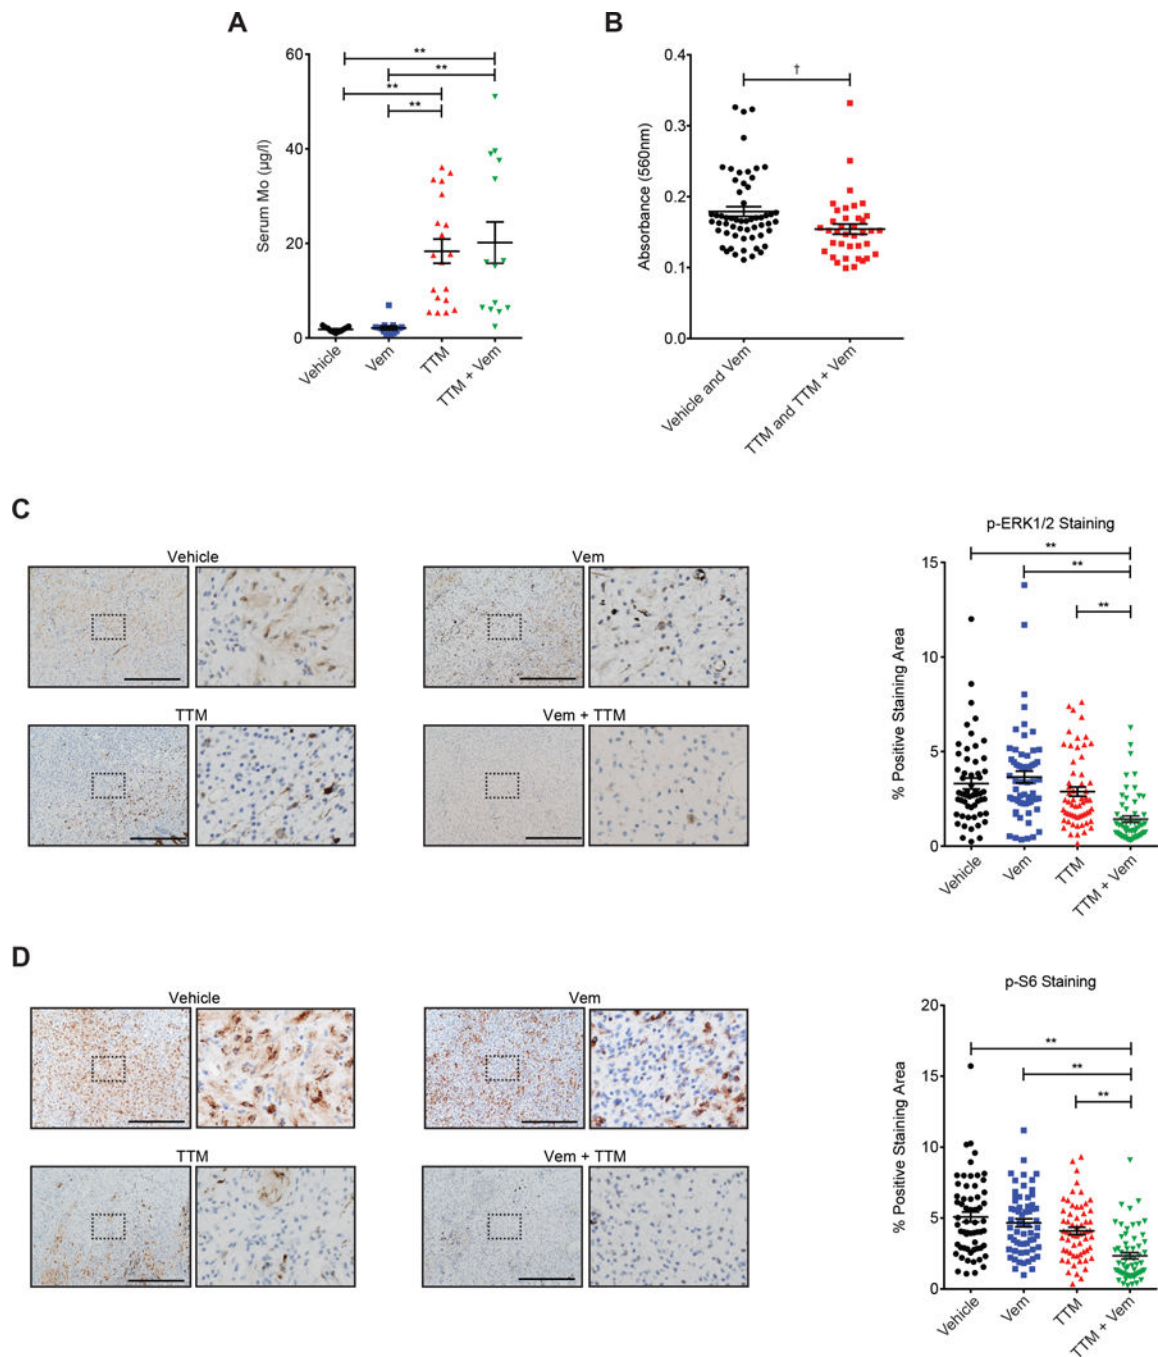 A
B
60
40
20
0
Serum Mo (µg/l)
**
**
**
**
Vehicle
Vem
TTM
TTM + Vem
0.4
0.3
0.2
0.1
0.0
Absorbance (560nm)
†
Vehicle and Vem
TTM and TTM + Vem
C
Vehicle
Vem
TTM
Vem + TTM
p-ERK1/2 Staining
15
10
5
0
% Positive Staining Area
**
**
**
Vehicle
Vem
TTM
TTM + Vem
D
Vehicle
Vem
TTM
Vem + TTM
p-S6 Staining
20
15
10
5
0
% Positive Staining Area
**
**
**
Vehicle
Vem
TTM
TTM + Vem